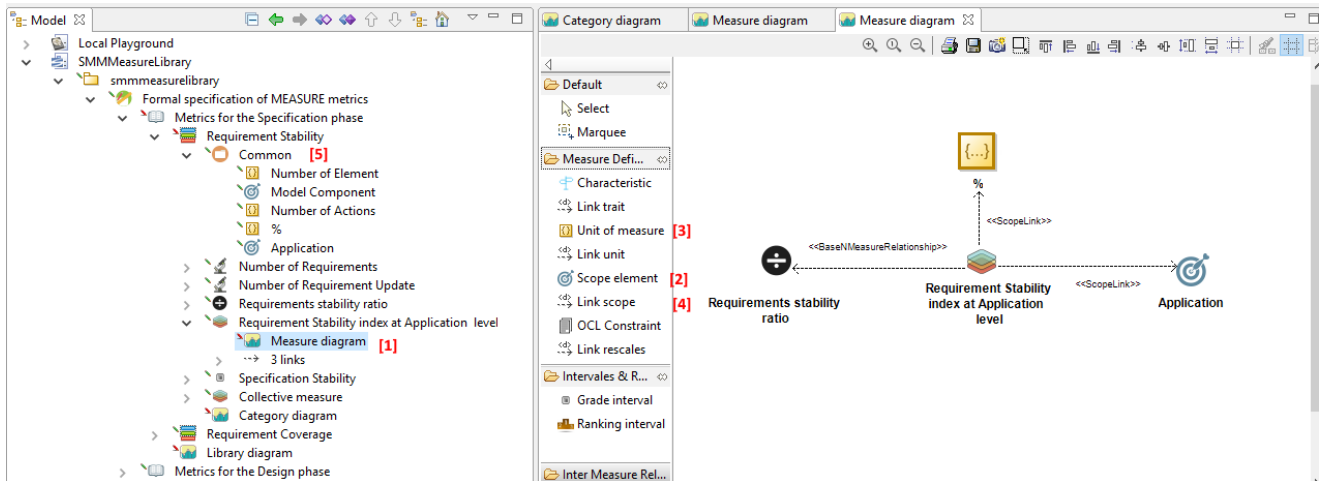 Model
Local Playground
SMMMeasureLibrary
smmmeasurelibrary
Formal specification of MEASURE metrics
Metrics for the Specification phase
Requirement Stability
Common [5]
Number of Element
Model Component
Number of Actions
%
Application
Number of Requirements
Number of Requirement Update
Requirements stability ratio
Requirement Stability index at Application level
Measure diagram [1]
3 links
Specification Stability
Collective measure
Category diagram
Requirement Coverage
Library diagram
Metrics for the Design phase
Category diagram
Measure diagram
Measure diagram
Default
Select
Marquee
Measure Defi...
Characteristic
Link trait
Unit of measure [3]
Link unit
Scope element [2]
Link scope [4]
OCL Constraint
Link rescales
Intervales & R...
Grade interval
Ranking interval
Inter Measure Rel...
{...}
%
<<ScopeLink>>
<<BaseNMeasureRelationship>>
<<ScopeLink>>
Requirements stability
ratio
Requirement Stability
index at Application
level
Application